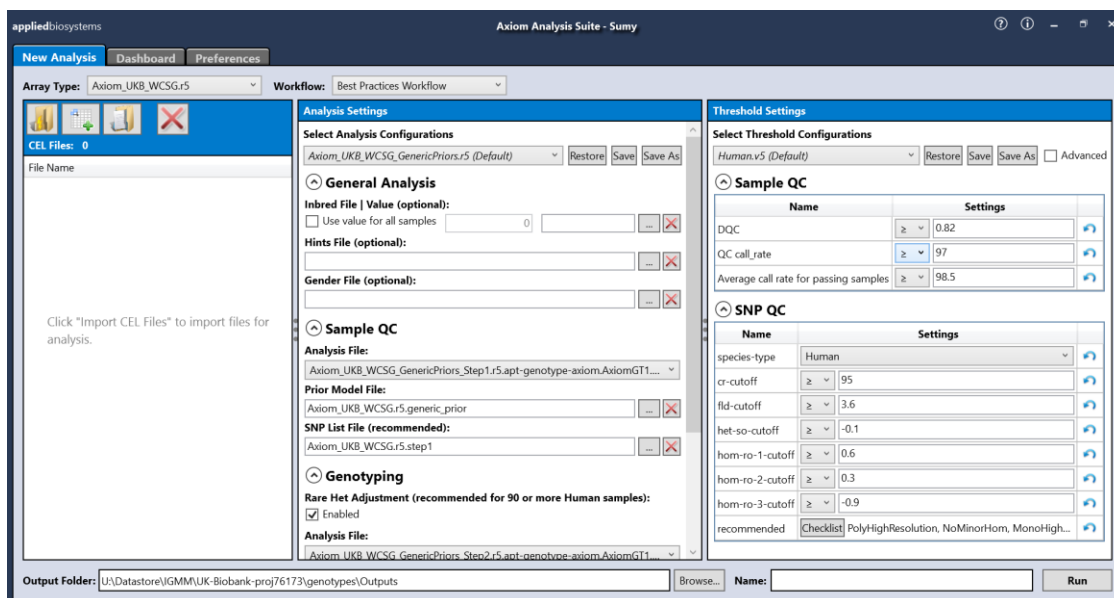 appliedbiosystems
Axiom Analysis Suite - Sumy
New Analysis Dashboard Preferences
Array Type: Axiom_UKB_WCSG.r5 Workflow: Best Practices Workflow
CEL Files: 0
File Name
Click "Import CEL Files" to import files for
analysis.
Analysis Settings
Select Analysis Configurations
Axiom_UKB_WCSG_GenericPriors.r5 (Default) Restore Save Save As
General Analysis
Inbred File | Value (optional):
Use value for all samples 0 ...
Hints File (optional):
...
Gender File (optional):
...
Sample QC
Analysis File:
Axiom_UKB_WCSG_GenericPriors_Step1.r5.apt-genotype-axiom.AxiomGT1....
Prior Model File:
Axiom_UKB_WCSG.r5.generic_prior ...
SNP List File (recommended):
Axiom_UKB_WCSG.r5.step1 ...
Genotyping
Rare Het Adjustment (recommended for 90 or more Human samples):
Enabled
Analysis File:
Axiom_UKB_WCSG_GenericPriors_Step2.r5.apt-genotype-axiom.AxiomGT1....
Threshold Settings
Select Threshold Configurations
Human.v5 (Default) Restore Save Save As Advanced
Sample QC
Name Settings
DQC ≥ 0.82
QC call_rate ≥ 97
Average call rate for passing samples ≥ 98.5
SNP QC
Name Settings
species-type Human
cr-cutoff ≥ 95
fld-cutoff ≥ 3.6
het-so-cutoff ≥ -0.1
hom-ro-1-cutoff ≥ 0.6
hom-ro-2-cutoff ≥ 0.3
hom-ro-3-cutoff ≥ -0.9
recommended Checklist PolyHighResolution, NoMinorHom, MonoHigh...
Output Folder: U:\Datastore\IGMM\UK-Biobank-proj76173\genotypes\Outputs Browse... Name: Run